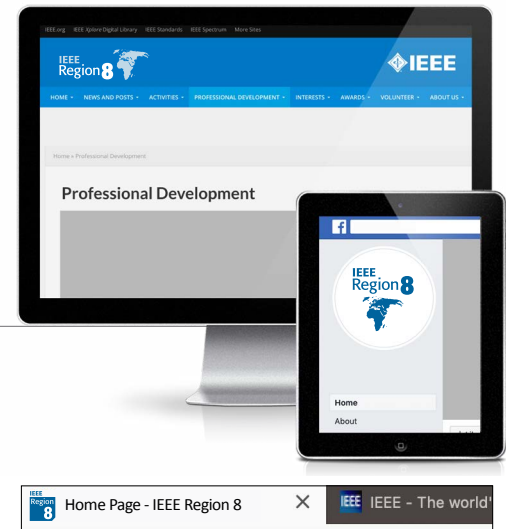 IEEE.org IEEE Xplore Digital Library IEEE Standards IEEE Spectrum More Sites
IEEE
Region 8
IEEE
HOME NEWS AND POSTS ACTIVITIES PROFESSIONAL DEVELOPMENT INTERESTS AWARDS VOLUNTEER ABOUT US
Home » Professional Development
Professional Development
f
IEEE
Region 8
Home
About
IEEE
Region
8
Home Page - IEEE Region 8 ×
IEEE IEEE - The world'